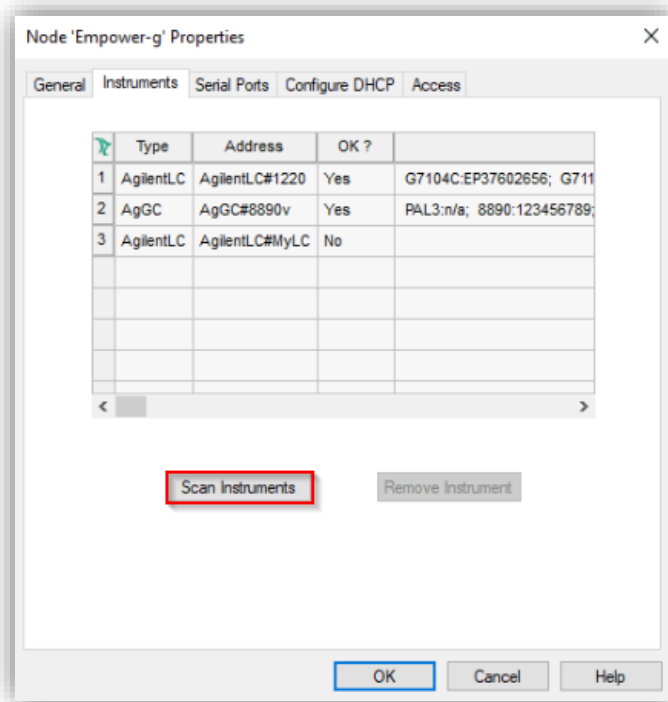 Node 'Empower-g' Properties
General Instruments Serial Ports Configure DHCP Access
Type Address OK ?
1 AgilentLC AgilentLC#1220 Yes G7104C:EP37602656; G711
2 AgGC AgGC#8890v Yes PAL3:n/a; 8890:123456789;
3 AgilentLC AgilentLC#MyLC No
Scan Instruments Remove Instrument
OK Cancel Help